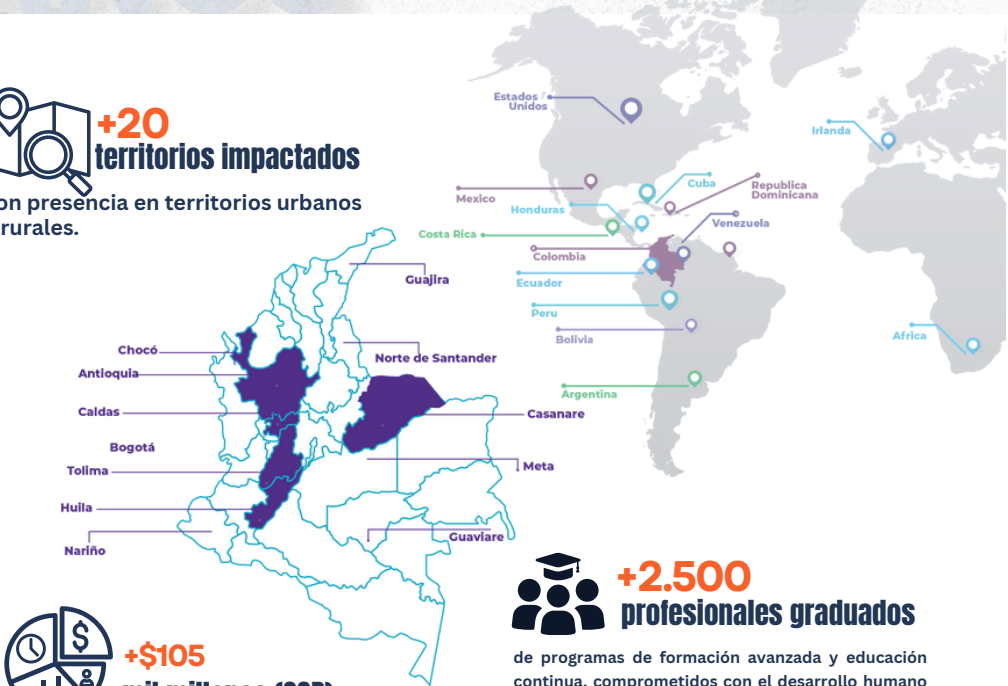 +20
territorios impactados
on presencia en territorios urbanos
rurales.
Estados
Unidos
Irlanda
Mexico
Cuba
Republica
Dominicana
Honduras
Venezuela
Costa Rica
Colombia
Ecuador
Peru
Bolivia
Africa
Argentina
Guajira
Chocó
Norte de Santander
Antioquia
Caldas
Casanare
Bogotá
Tolima
Meta
Huila
Nariño
Guaviare
+2.500
profesionales graduados
de programas de formación avanzada y educación
continua, comprometidos con el desarrollo humano
+$105